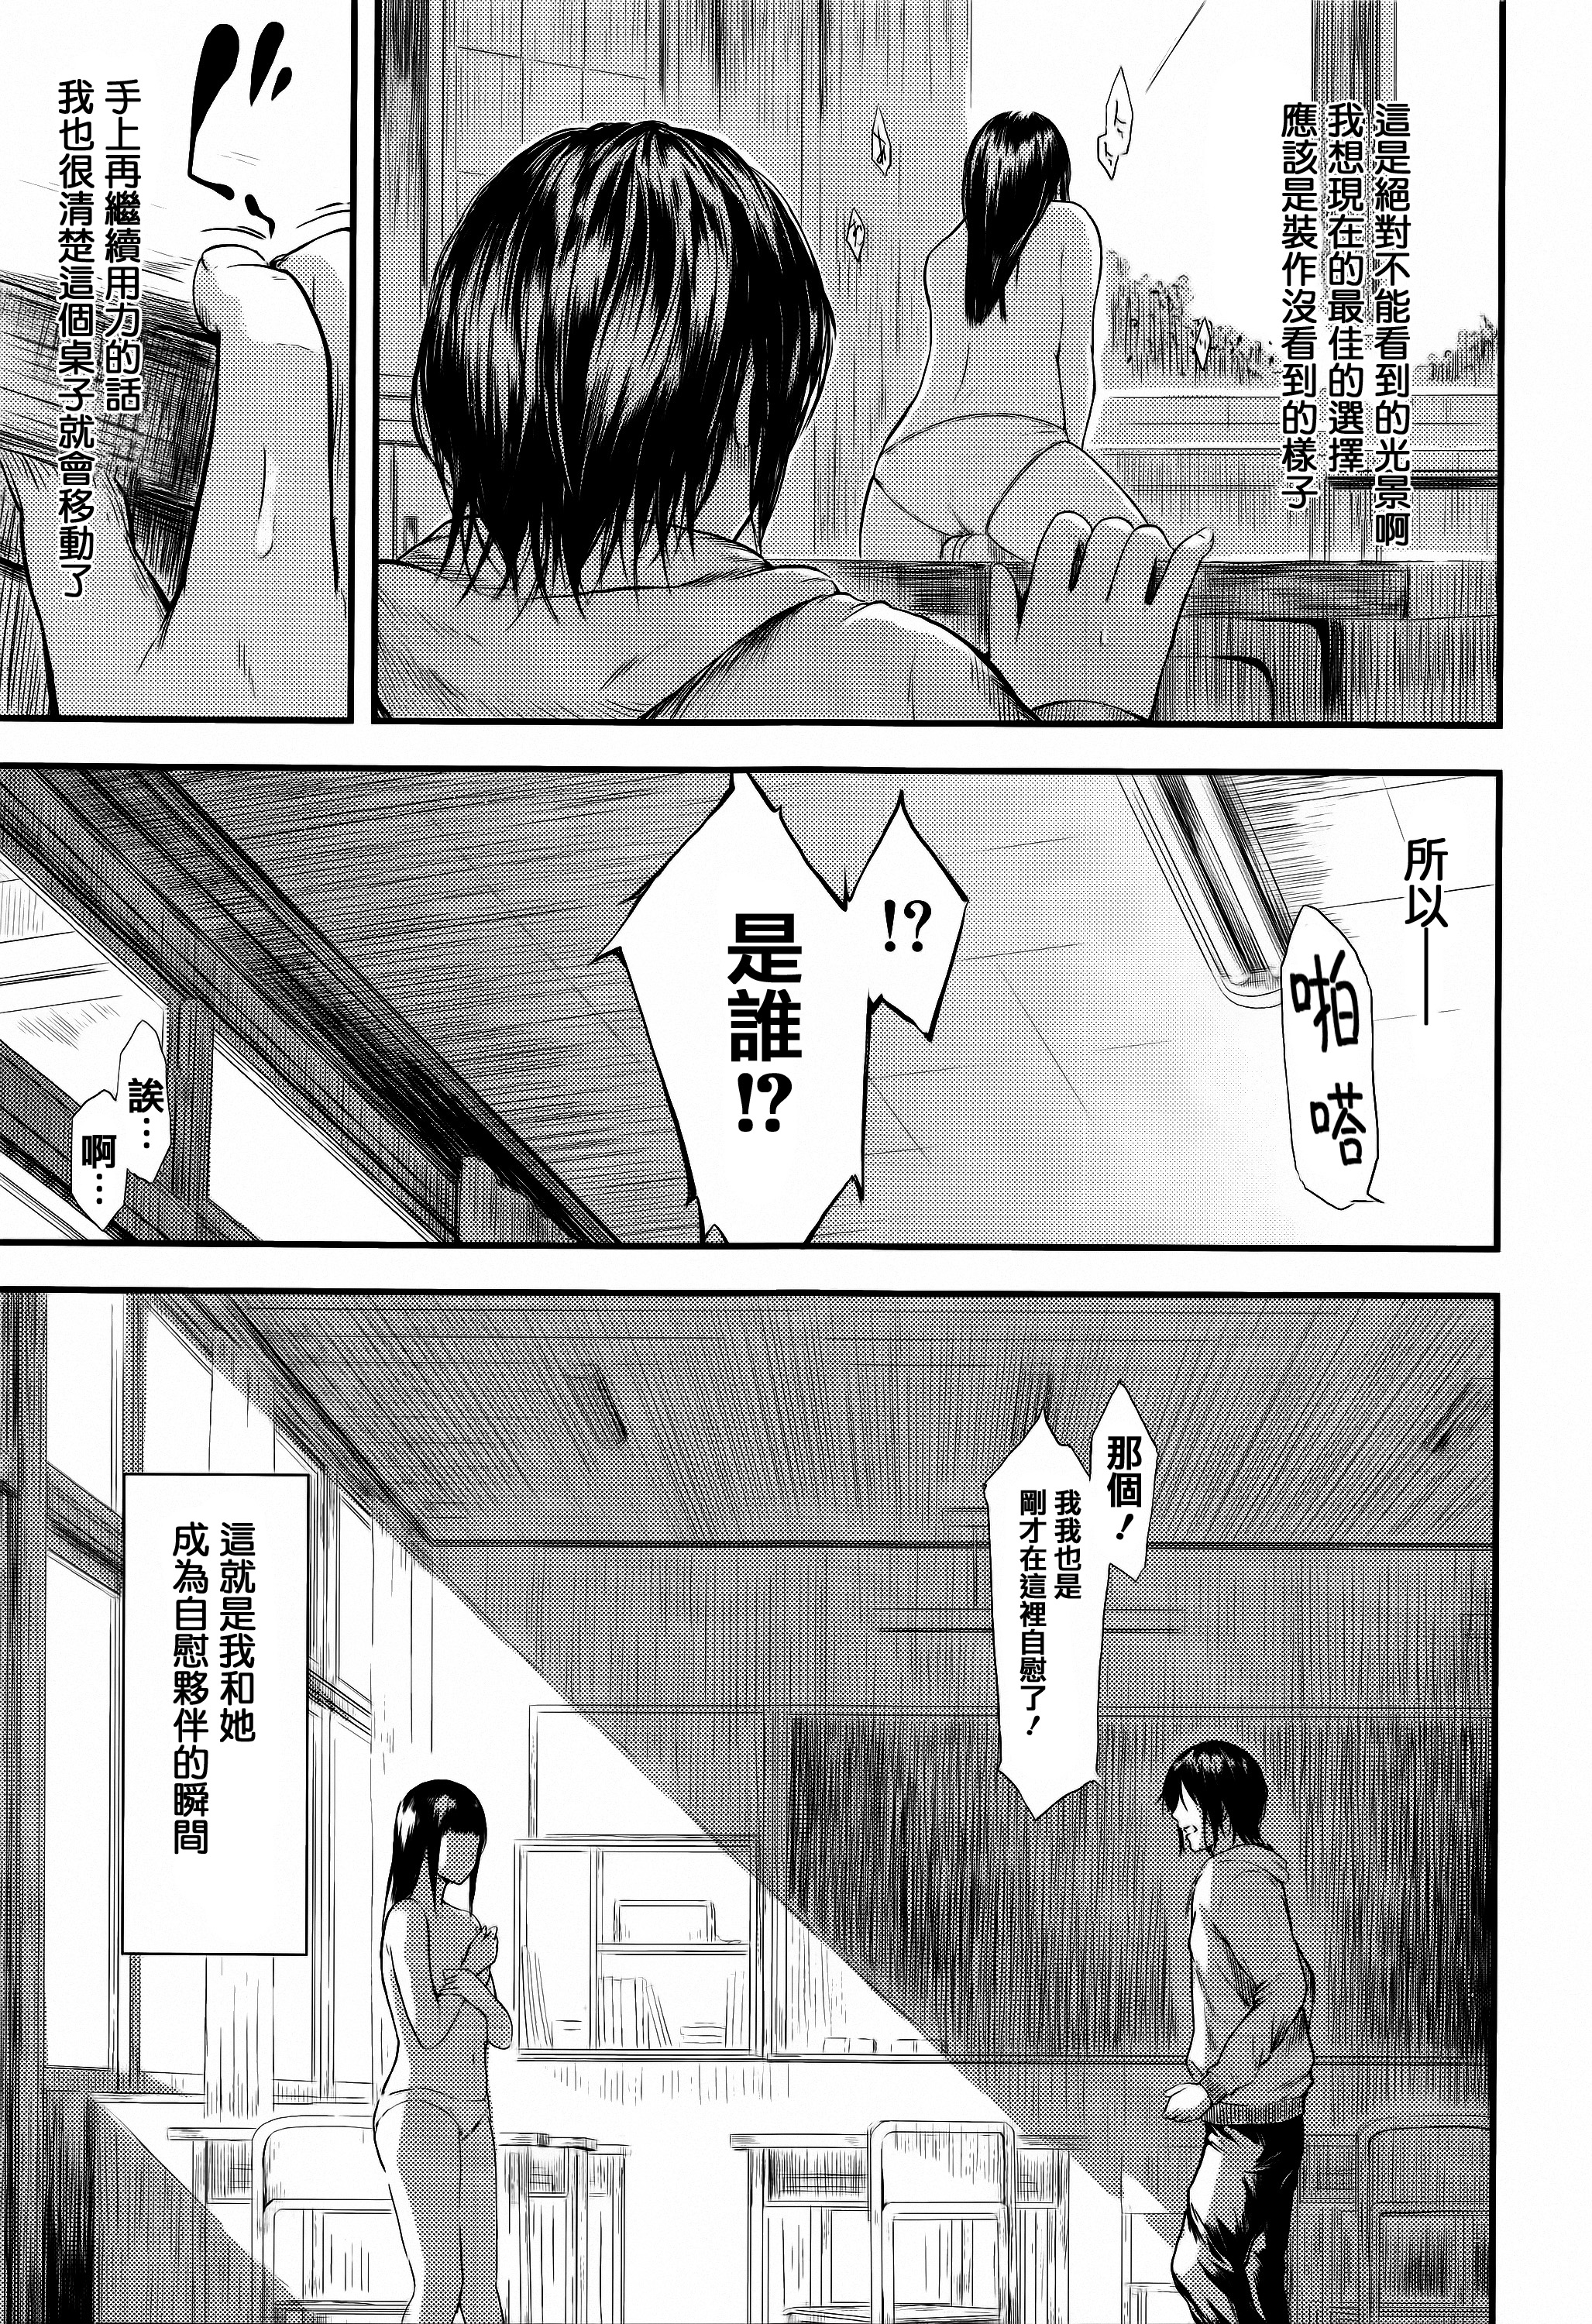 這是絕對不能看到的光景啊
我想現在的最佳的選擇
應該是裝作沒看到的樣子
手上再繼續用力的話
我也很清楚這個桌子就會移動了
所以——
啪嗒
!?
是誰!?
誒…
啊…
那個！
我我也是
剛才在這裡自慰了！
這就是我和她
成為自慰夥伴的瞬間